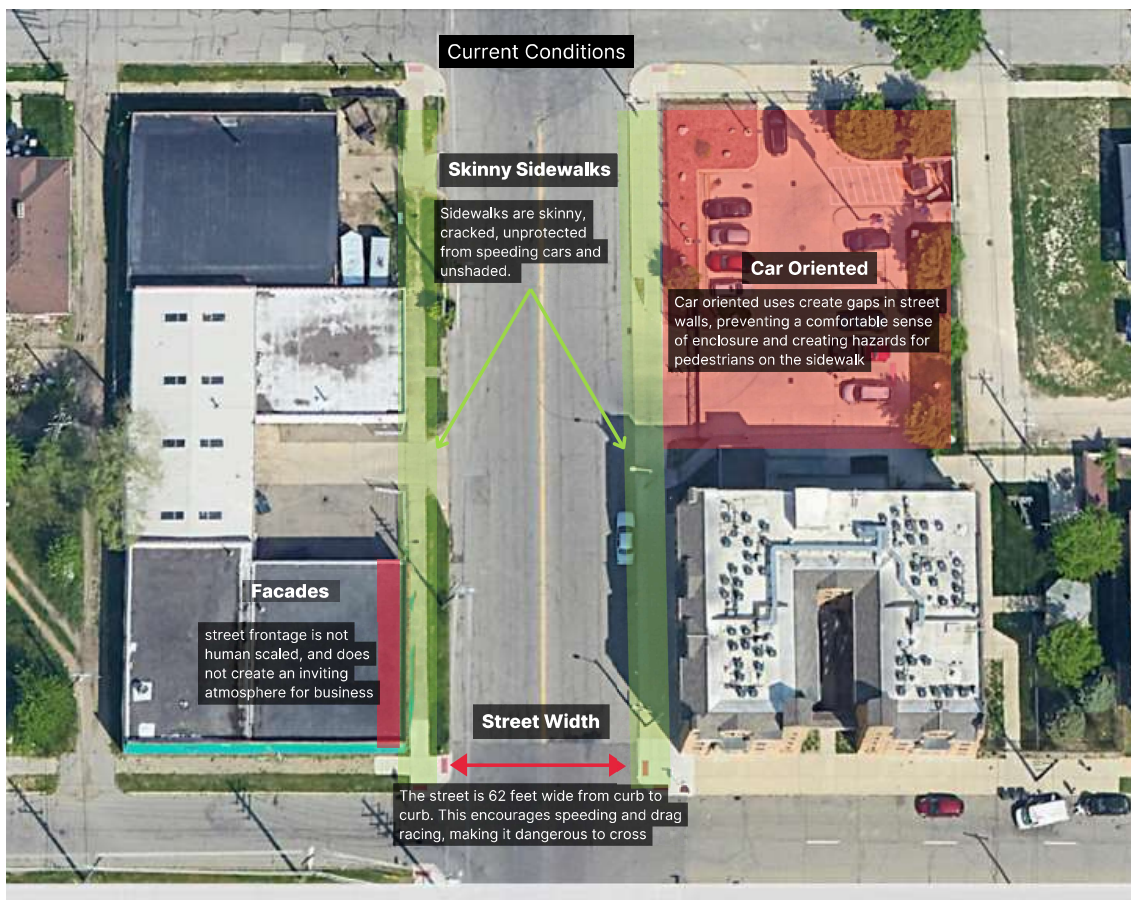 Current Conditions
Skinny Sidewalks
Sidewalks are skinny,
cracked, unprotected
from speeding cars and
unshaded.
Car Oriented
Car oriented uses create gaps in street
walls, preventing a comfortable sense
of enclosure and creating hazards for
pedestrians on the sidewalk
Facades
street frontage is not
human scaled, and does
not create an inviting
atmosphere for business
Street Width
The street is 62 feet wide from curb to
curb. This encourages speeding and drag
racing, making it dangerous to cross